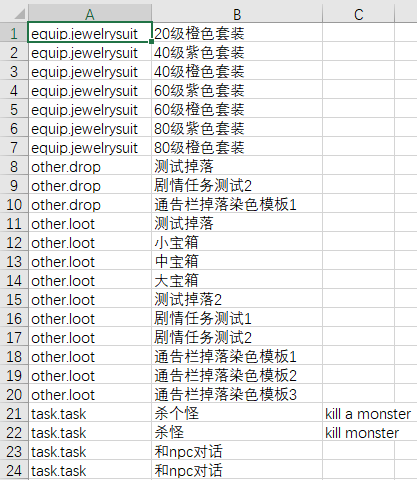 A B C
1 equip.jewelrysuit 20级橙色套装
2 equip.jewelrysuit 40级紫色套装
3 equip.jewelrysuit 40级橙色套装
4 equip.jewelrysuit 60级紫色套装
5 equip.jewelrysuit 60级橙色套装
6 equip.jewelrysuit 80级紫色套装
7 equip.jewelrysuit 80级橙色套装
8 other.drop 测试掉落
9 other.drop 剧情任务测试2
10 other.drop 通告栏掉落染色模板1
11 other.loot 测试掉落
12 other.loot 小宝箱
13 other.loot 中宝箱
14 other.loot 大宝箱
15 other.loot 测试掉落2
16 other.loot 剧情任务测试1
17 other.loot 剧情任务测试2
18 other.loot 通告栏掉落染色模板1
19 other.loot 通告栏掉落染色模板2
20 other.loot 通告栏掉落染色模板3
21 task.task 杀个怪 kill a monster
22 task.task 杀怪 kill monster
23 task.task 和npc对话
24 task.task 和npc对话